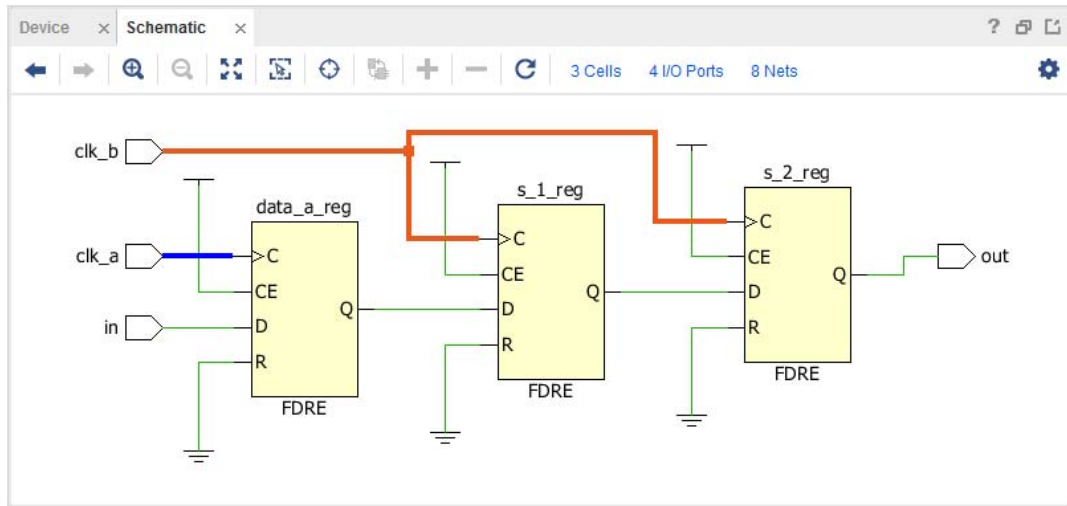 Device × Schematic ×
?
3 Cells 4 I/O Ports 8 Nets
clk_b
clk_a
in
data_a_reg
C
CE
D
R
Q
FDRE
s_1_reg
C
CE
D
R
Q
FDRE
s_2_reg
C
CE
D
R
Q
FDRE
out